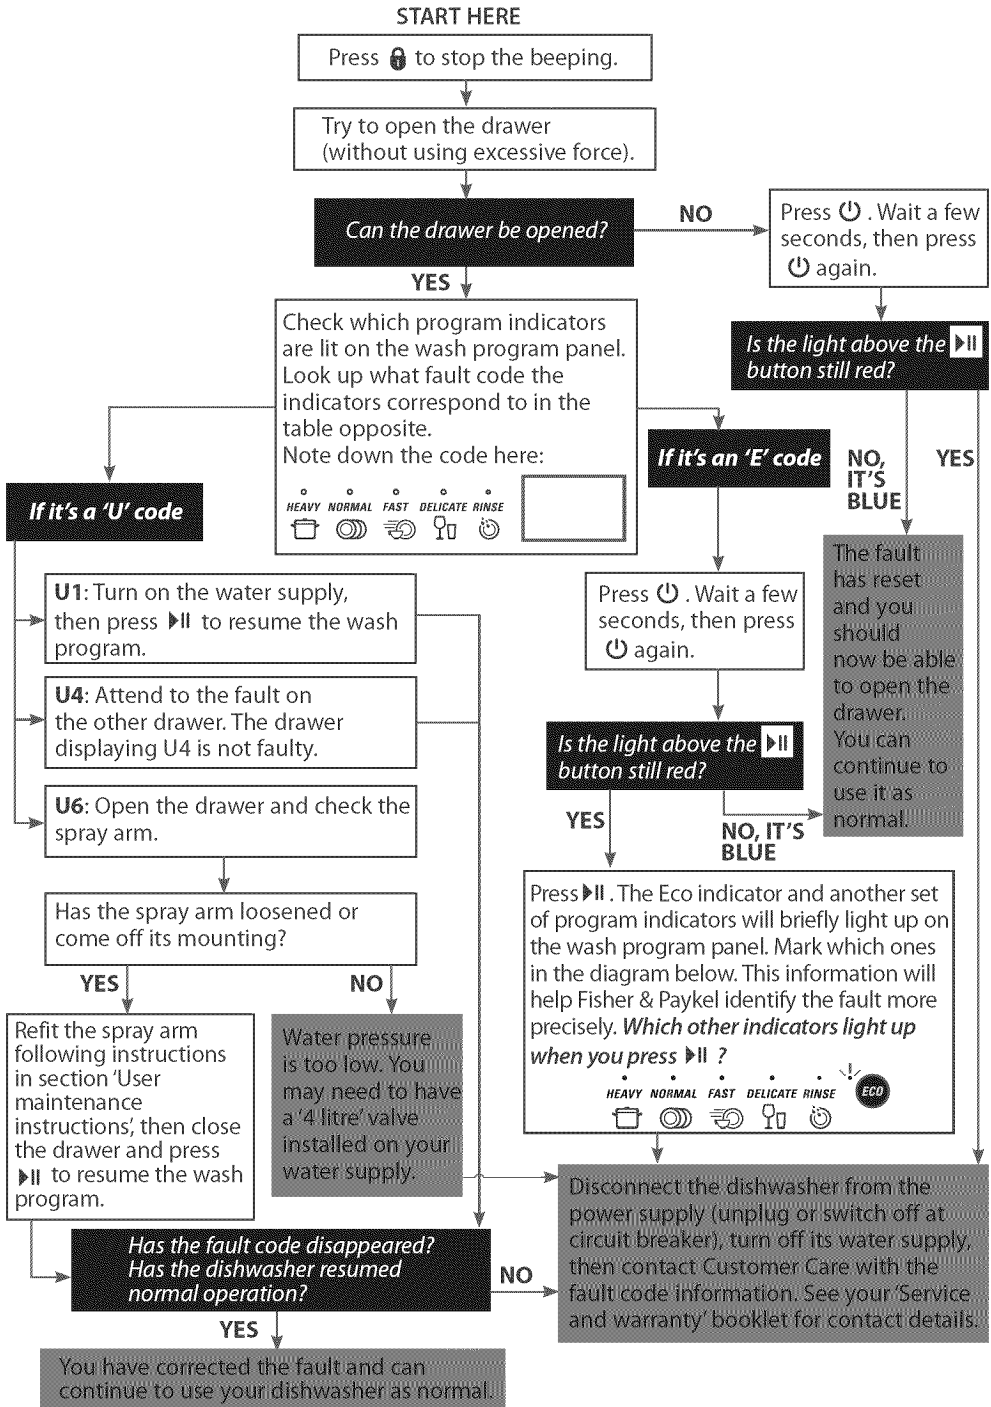 START HERE
Press to stop the beeping.
Try to open the drawer
(without using excessive force).
Can the drawer be opened?
NO
Press . Wait a few
seconds, then press
again.
YES
Check which program indicators
are lit on the wash program panel.
Look up what fault code the
indicators correspond to in the
table opposite.
Note down the code here:
HEAVY NORMAL FAST DELICATE RINSE
Is the light above the
button still red?
NO,
IT'S
BLUE
YES
If it's a 'U' code
If it's an 'E' code
The fault
has reset
and you
should
now be able
to open the
drawer.
You can
continue to
use it as
normal.
U1: Turn on the water supply,
then press to resume the wash
program.
U4: Attend to the fault on
the other drawer. The drawer
displaying U4 is not faulty.
U6: Open the drawer and check the
spray arm.
Press . Wait a few
seconds, then press
again.
Is the light above the
button still red?
YES
NO, IT'S
BLUE
Has the spray arm loosened or
come off its mounting?
YES
NO
Refit the spray arm
following instructions
in section 'User
maintenance
instructions', then close
the drawer and press
to resume the wash
program.
Water pressure
is too low. You
may need to have
a '4 litre' valve
installed on your
water supply.
Press . The Eco indicator and another set
of program indicators will briefly light up on
the wash program panel. Mark which ones
in the diagram below. This information will
help Fisher & Paykel identify the fault more
precisely. Which other indicators light up
when you press ?
HEAVY NORMAL FAST DELICATE RINSE ECO
Disconnect the dishwasher from the
power supply (unplug or switch off at
circuit breaker), turn off its water supply,
then contact Customer Care with the
fault code information. See your 'Service
and warranty' booklet for contact details.
Has the fault code disappeared?
Has the dishwasher resumed
normal operation?
NO
YES
You have corrected the fault and can
continue to use your dishwasher as normal.